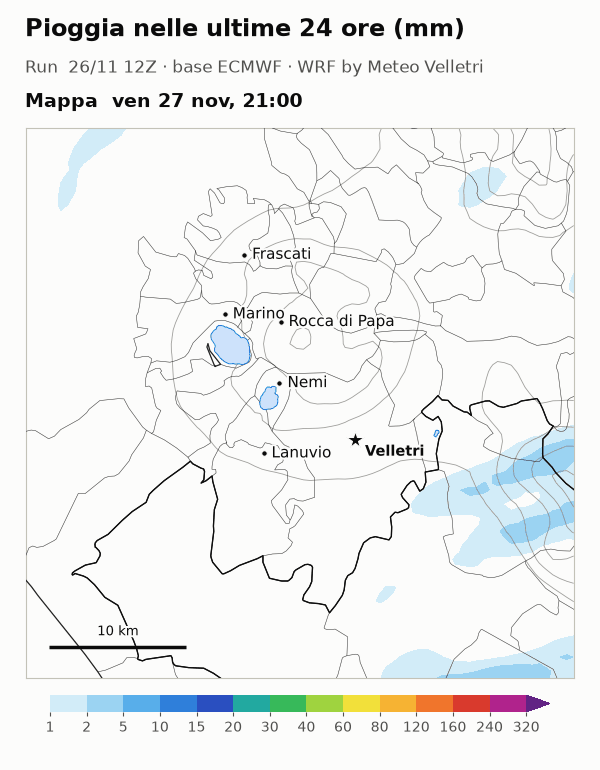 Pioggia nelle ultime 24 ore (mm)
Run  26/11 12Z · base ECMWF · WRF by Meteo Velletri
Mappa  ven 27 nov, 21:00
Frascati
Marino
Rocca di Papa
Nemi
Velletri
Lanuvio
10 km
1 2 5 10 15 20 30 40 60 80 120 160 240 320